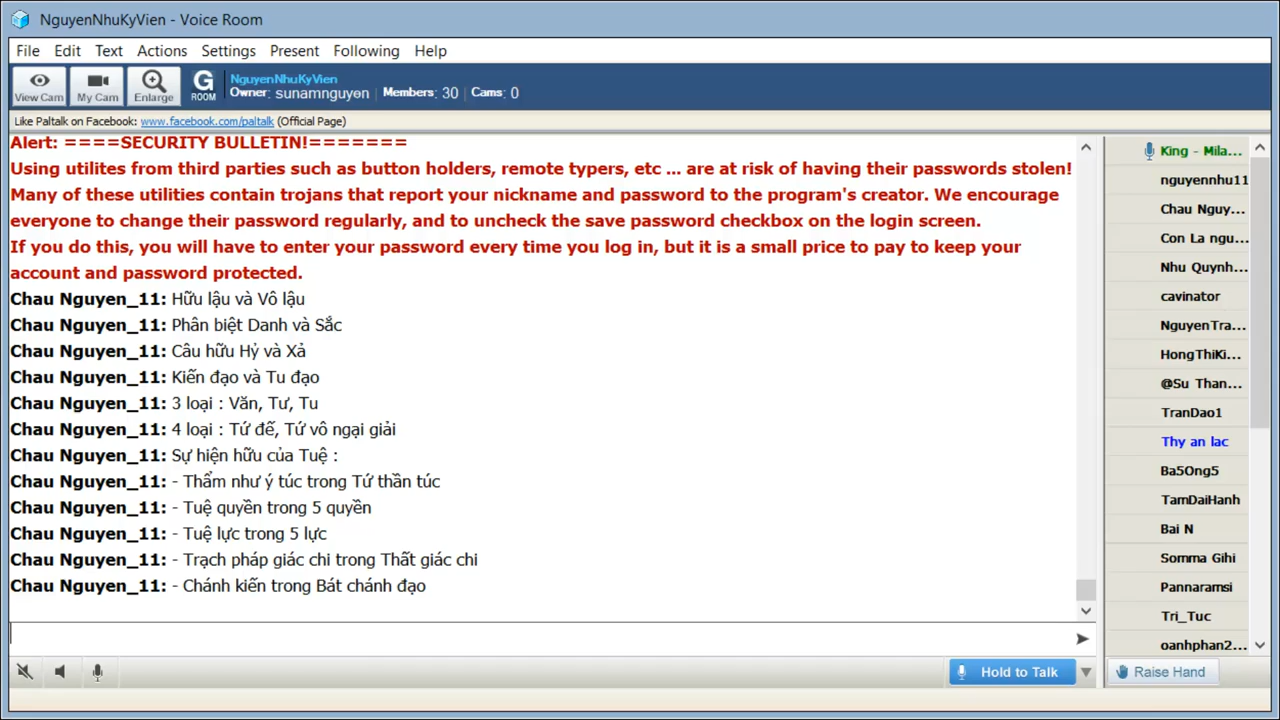 NguyenNhuKyVien - Voice Room
File Edit Text Actions Settings Present Following Help
View Cam My Cam Enlarge G ROOM
NguyenNhuKyVien
Owner: sunamnguyen Members: 30 Cams: 0
Like Paltalk on Facebook: www.facebook.com/paltalk (Official Page)
Alert: ====SECURITY BULLETIN!=======
Using utilites from third parties such as button holders, remote typers, etc ... are at risk of having their passwords stolen!
Many of these utilities contain trojans that report your nickname and password to the program's creator. We encourage
everyone to change their password regularly, and to uncheck the save password checkbox on the login screen.
If you do this, you will have to enter your password every time you log in, but it is a small price to pay to keep your
account and password protected.
Chau Nguyen_11: Hữu lậu và Vô lậu
Chau Nguyen_11: Phân biệt Danh và Sắc
Chau Nguyen_11: Câu hữu Hỷ và Xả
Chau Nguyen_11: Kiến đạo và Tu đạo
Chau Nguyen_11: 3 loại : Văn, Tư, Tu
Chau Nguyen_11: 4 loại : Tứ đế, Tứ vô ngại giải
Chau Nguyen_11: Sự hiện hữu của Tuệ :
Chau Nguyen_11: - Thẩm như ý túc trong Tứ thần túc
Chau Nguyen_11: - Tuệ quyền trong 5 quyền
Chau Nguyen_11: - Tuệ lực trong 5 lực
Chau Nguyen_11: - Trạch pháp giác chi trong Thất giác chi
Chau Nguyen_11: - Chánh kiến trong Bát chánh đạo
King - Mila...
nguyennhu11
Chau Nguy...
Con La ngu...
Nhu Quynh...
cavinator
NguyenTra...
HongThiKi...
@Su Than...
TranDao1
Thy an lac
Ba5Ong5
TamDaiHanh
Bai N
Somma Gihi
Pannaramsi
Tri_Tuc
oanhphan2...
Hold to Talk
Raise Hand